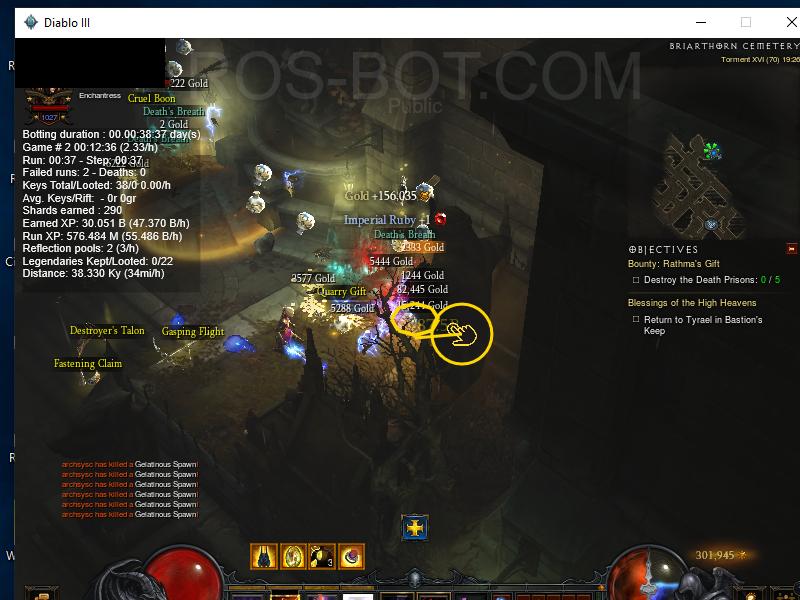 Diablo III
ROS-BOT.COM
Public
BRIARTHORN CEMETERY
Torment XVI (70) 19:26
222 Gold
Enchantress
Cruel Boon
Death's Breath
2 Gold
1027
Botting duration : 00.00:38:37 day(s)
Game # 2 00:12:36 (2.33/h)
Run: 00:37 - Step: 00:37
Failed runs: 2 - Deaths: 0
Keys Total/Looted: 38/0 0.00/h
Avg. Keys/Rift: - 0r 0gr
Shards earned : 290
Earned XP: 30.051 B (47.370 B/h)
Run XP: 576.484 M (55.486 B/h)
Reflection pools: 2 (3/h)
Legendaries Kept/Looted: 0/22
Distance: 38.330 Ky (34mi/h)
Gold +156,035
Imperial Ruby +1
Death's Breath
2383 Gold
5444 Gold
1244 Gold
3577 Gold
82,445 Gold
Quarry Gift
5288 Gold
Destroyer's Talon
Gasping Flight
Fastening Claim
OBJECTIVES
Bounty: Rathma's Gift
Destroy the Death Prisons: 0 / 5
Blessings of the High Heavens
Return to Tyrael in Bastion's
Keep
archsysc has killed a Gelatinous Spawn!
archsysc has killed a Gelatinous Spawn!
archsysc has killed a Gelatinous Spawn!
archsysc has killed a Gelatinous Spawn!
archsysc has killed a Gelatinous Spawn!
archsysc has killed a Gelatinous Spawn!
3
301,945